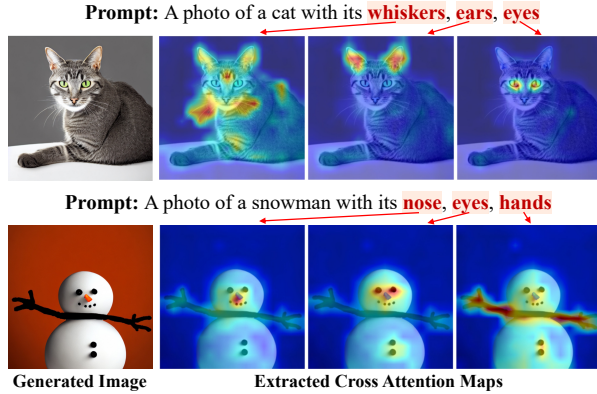 Prompt: A photo of a cat with its whiskers, ears, eyes
Prompt: A photo of a snowman with its nose, eyes, hands
Generated Image
Extracted Cross Attention Maps